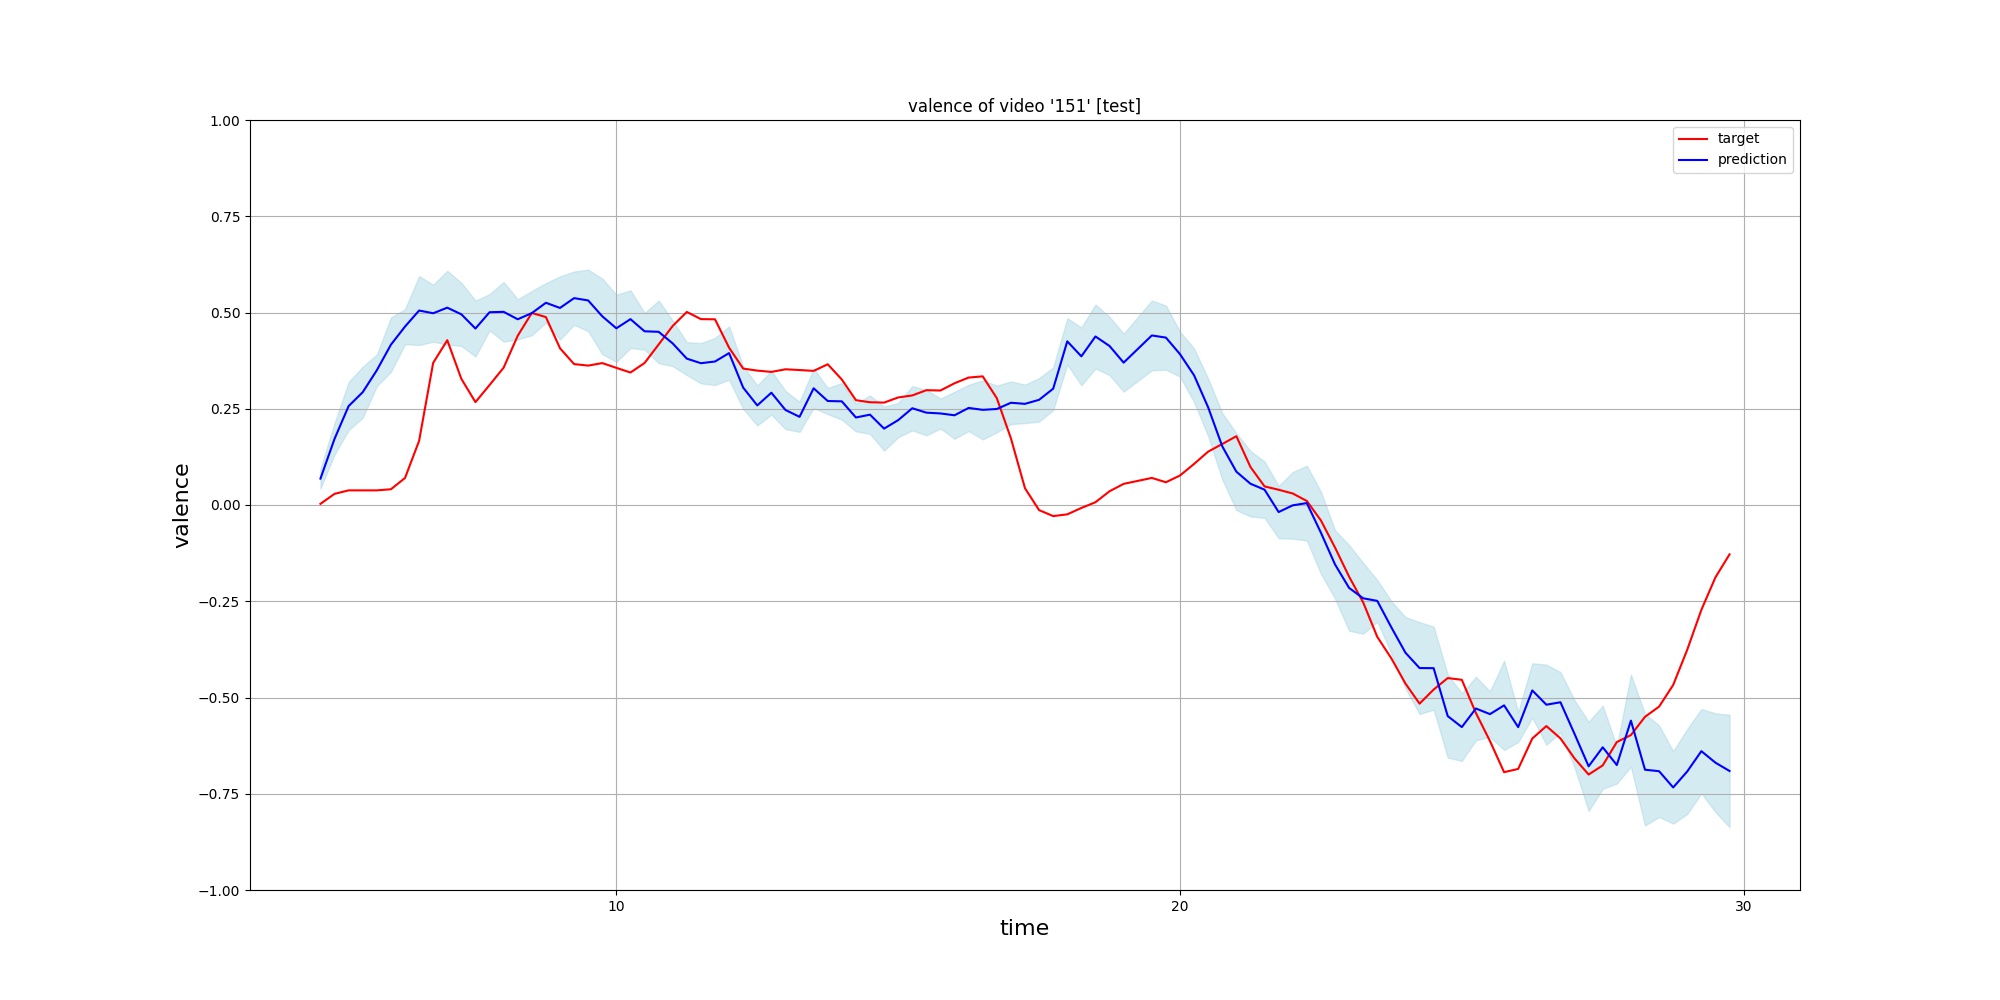 valence of video '151' [test]
target
prediction
1.00
0.75
0.50
0.25
0.00
−0.25
−0.50
−0.75
−1.00
valence
10 20 30
time